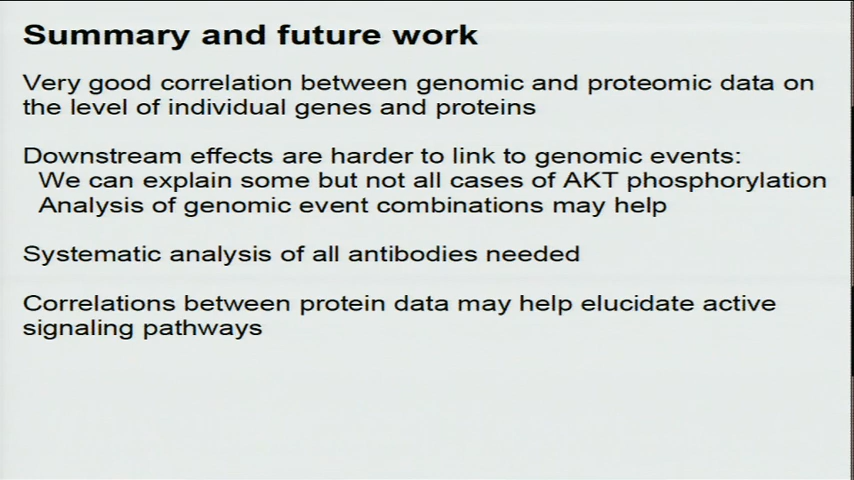 Summary and future work
Very good correlation between genomic and proteomic data on
the level of individual genes and proteins
Downstream effects are harder to link to genomic events:
We can explain some but not all cases of AKT phosphorylation
Analysis of genomic event combinations may help
Systematic analysis of all antibodies needed
Correlations between protein data may help elucidate active
signaling pathways